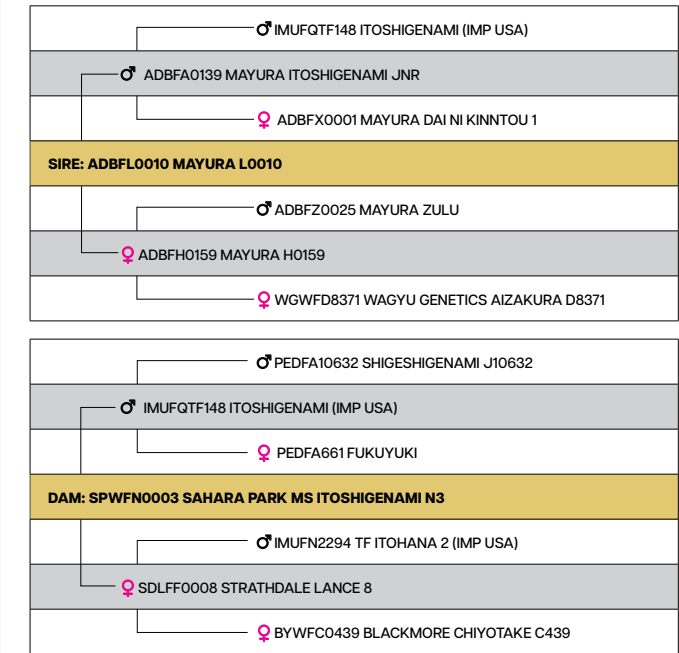 ♂ IMUFQTF148 ITOSHIGENAMI (IMP USA)
♂ ADBFA0139 MAYURA ITOSHIGENAMI JNR
♀ ADBFX0001 MAYURA DAI NI KINNTOU 1
SIRE: ADBFL0010 MAYURA L0010
♂ ADBFZ0025 MAYURA ZULU
♀ ADBFH0159 MAYURA H0159
♀ WGWFD8371 WAGYU GENETICS AIZAKURA D8371
♂ PEDFA10632 SHIGESHIGENAMI J10632
♂ IMUFQTF148 ITOSHIGENAMI (IMP USA)
♀ PEDFA661 FUKUYUKI
DAM: SPWFN0003 SAHARA PARK MS ITOSHIGENAMI N3
♂ IMUFN2294 TF ITOHANA 2 (IMP USA)
♀ SDLFF0008 STRATHDALE LANCE 8
♀ BYWFC0439 BLACKMORE CHIYOTAKE C439